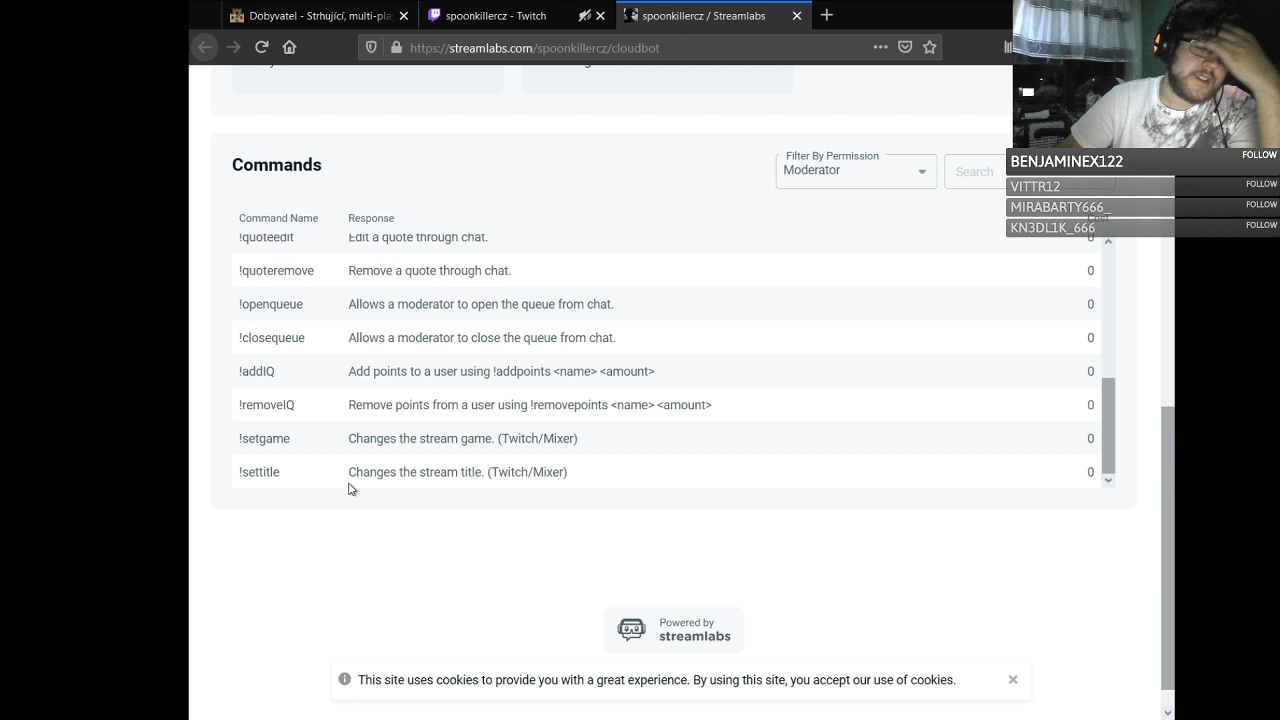 Dobyvatel - Strhující, multi-pla
spoonkillercz - Twitch
spoonkillercz / Streamlabs
https://streamlabs.com/spoonkillercz/cloudbot
BENJAMINEX122 FOLLOW
VITTR12 FOLLOW
MIRABARTY666_ FOLLOW
KN3DL1K_666 FOLLOW
Commands
Filter By Permission
Moderator
Search
Command Name Response Cost
!quoteedit Edit a quote through chat. 0
!quoteremove Remove a quote through chat. 0
!openqueue Allows a moderator to open the queue from chat. 0
!closequeue Allows a moderator to close the queue from chat. 0
!addIQ Add points to a user using !addpoints <name> <amount> 0
!removeIQ Remove points from a user using !removepoints <name> <amount> 0
!setgame Changes the stream game. (Twitch/Mixer) 0
!settitle Changes the stream title. (Twitch/Mixer) 0
Powered by
streamlabs
This site uses cookies to provide you with a great experience. By using this site, you accept our use of cookies.